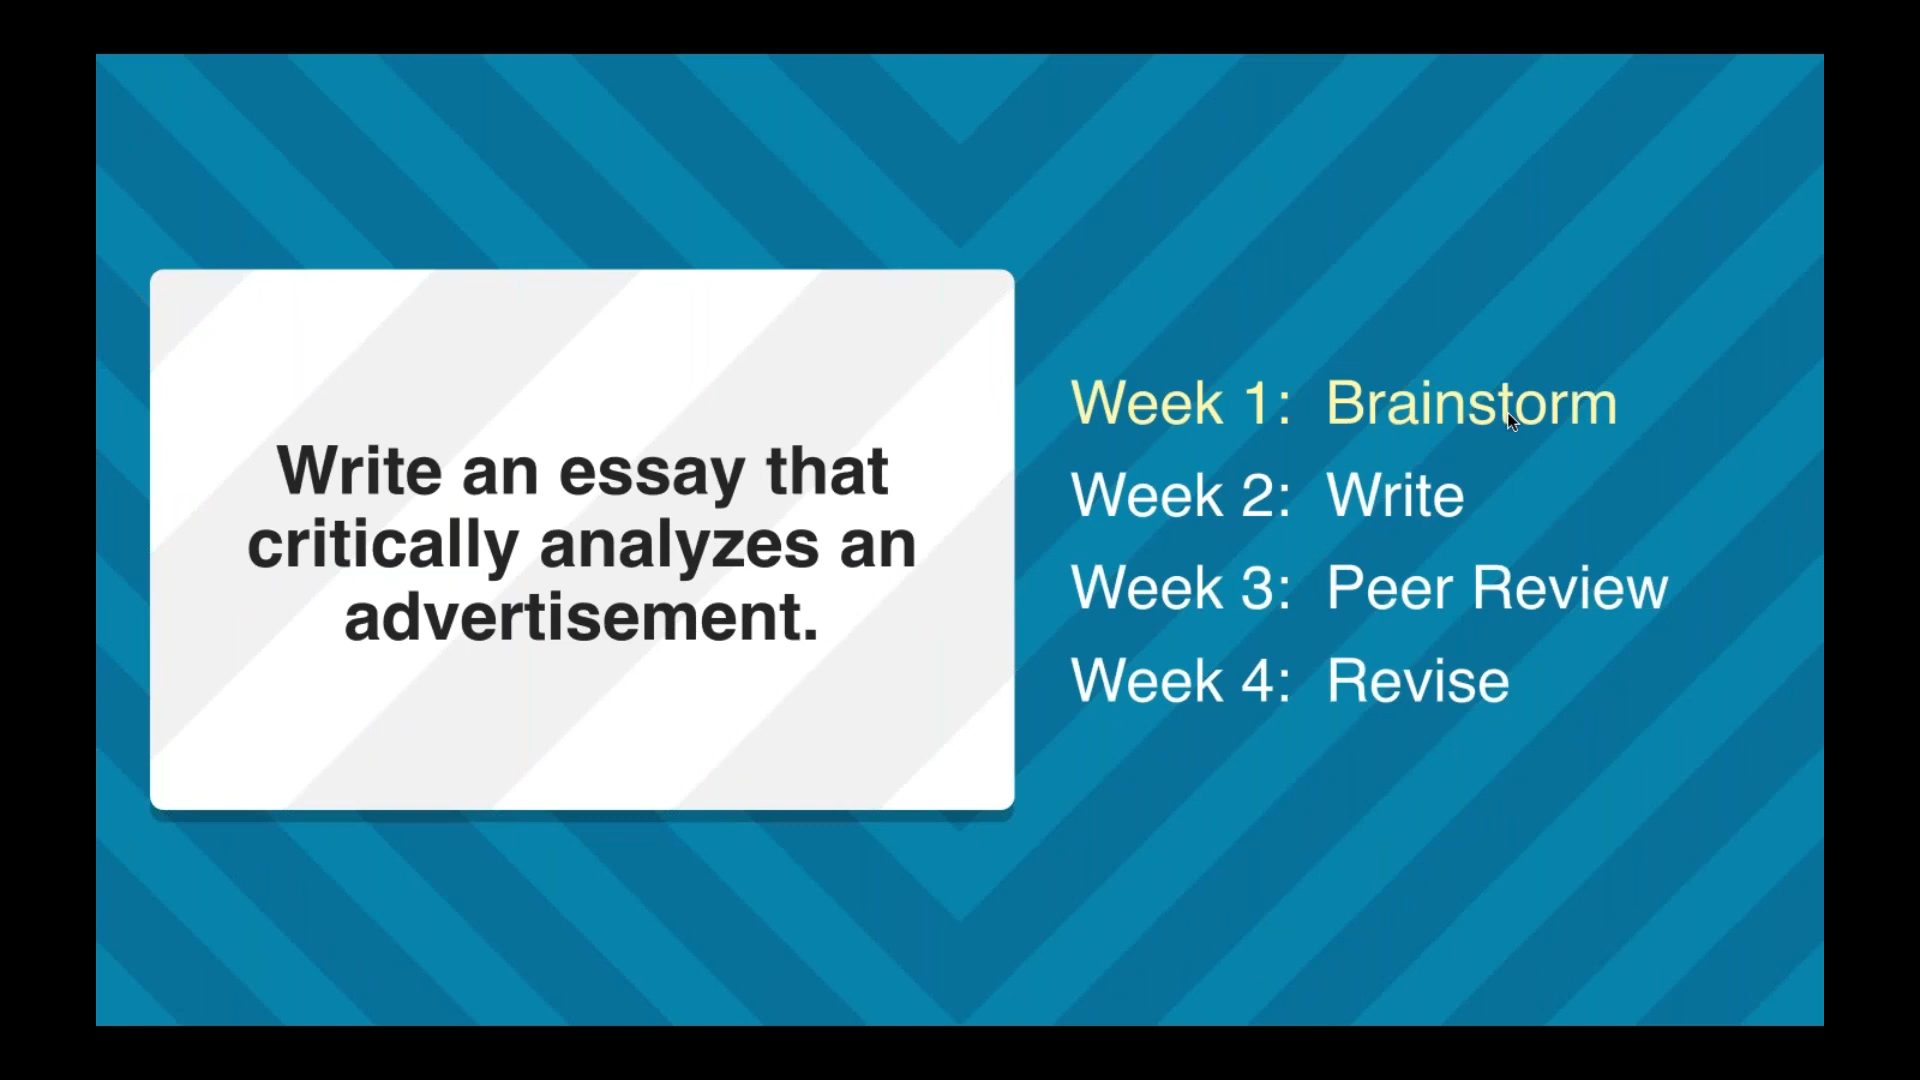 Write an essay that
critically analyzes an
advertisement.
Week 1: Brainstorm
Week 2: Write
Week 3: Peer Review
Week 4: Revise